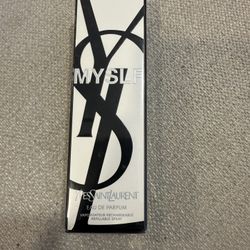 MYSLF
YVESSAINTLAURENT
EAU DE PARFUM
VAPORISATEUR RECHARGEABLE
REFILLABLE SPRAY